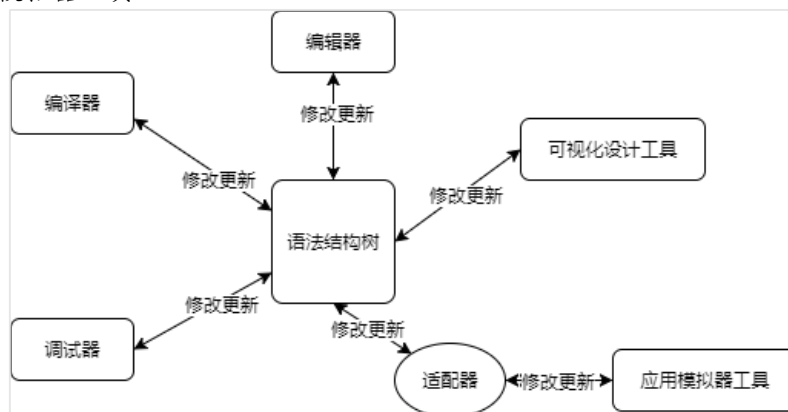 编辑器
编译器
修改更新
可视化设计工具
修改更新
修改更新
语法结构树
修改更新
修改更新
调试器
适配器
修改更新
应用模拟器工具